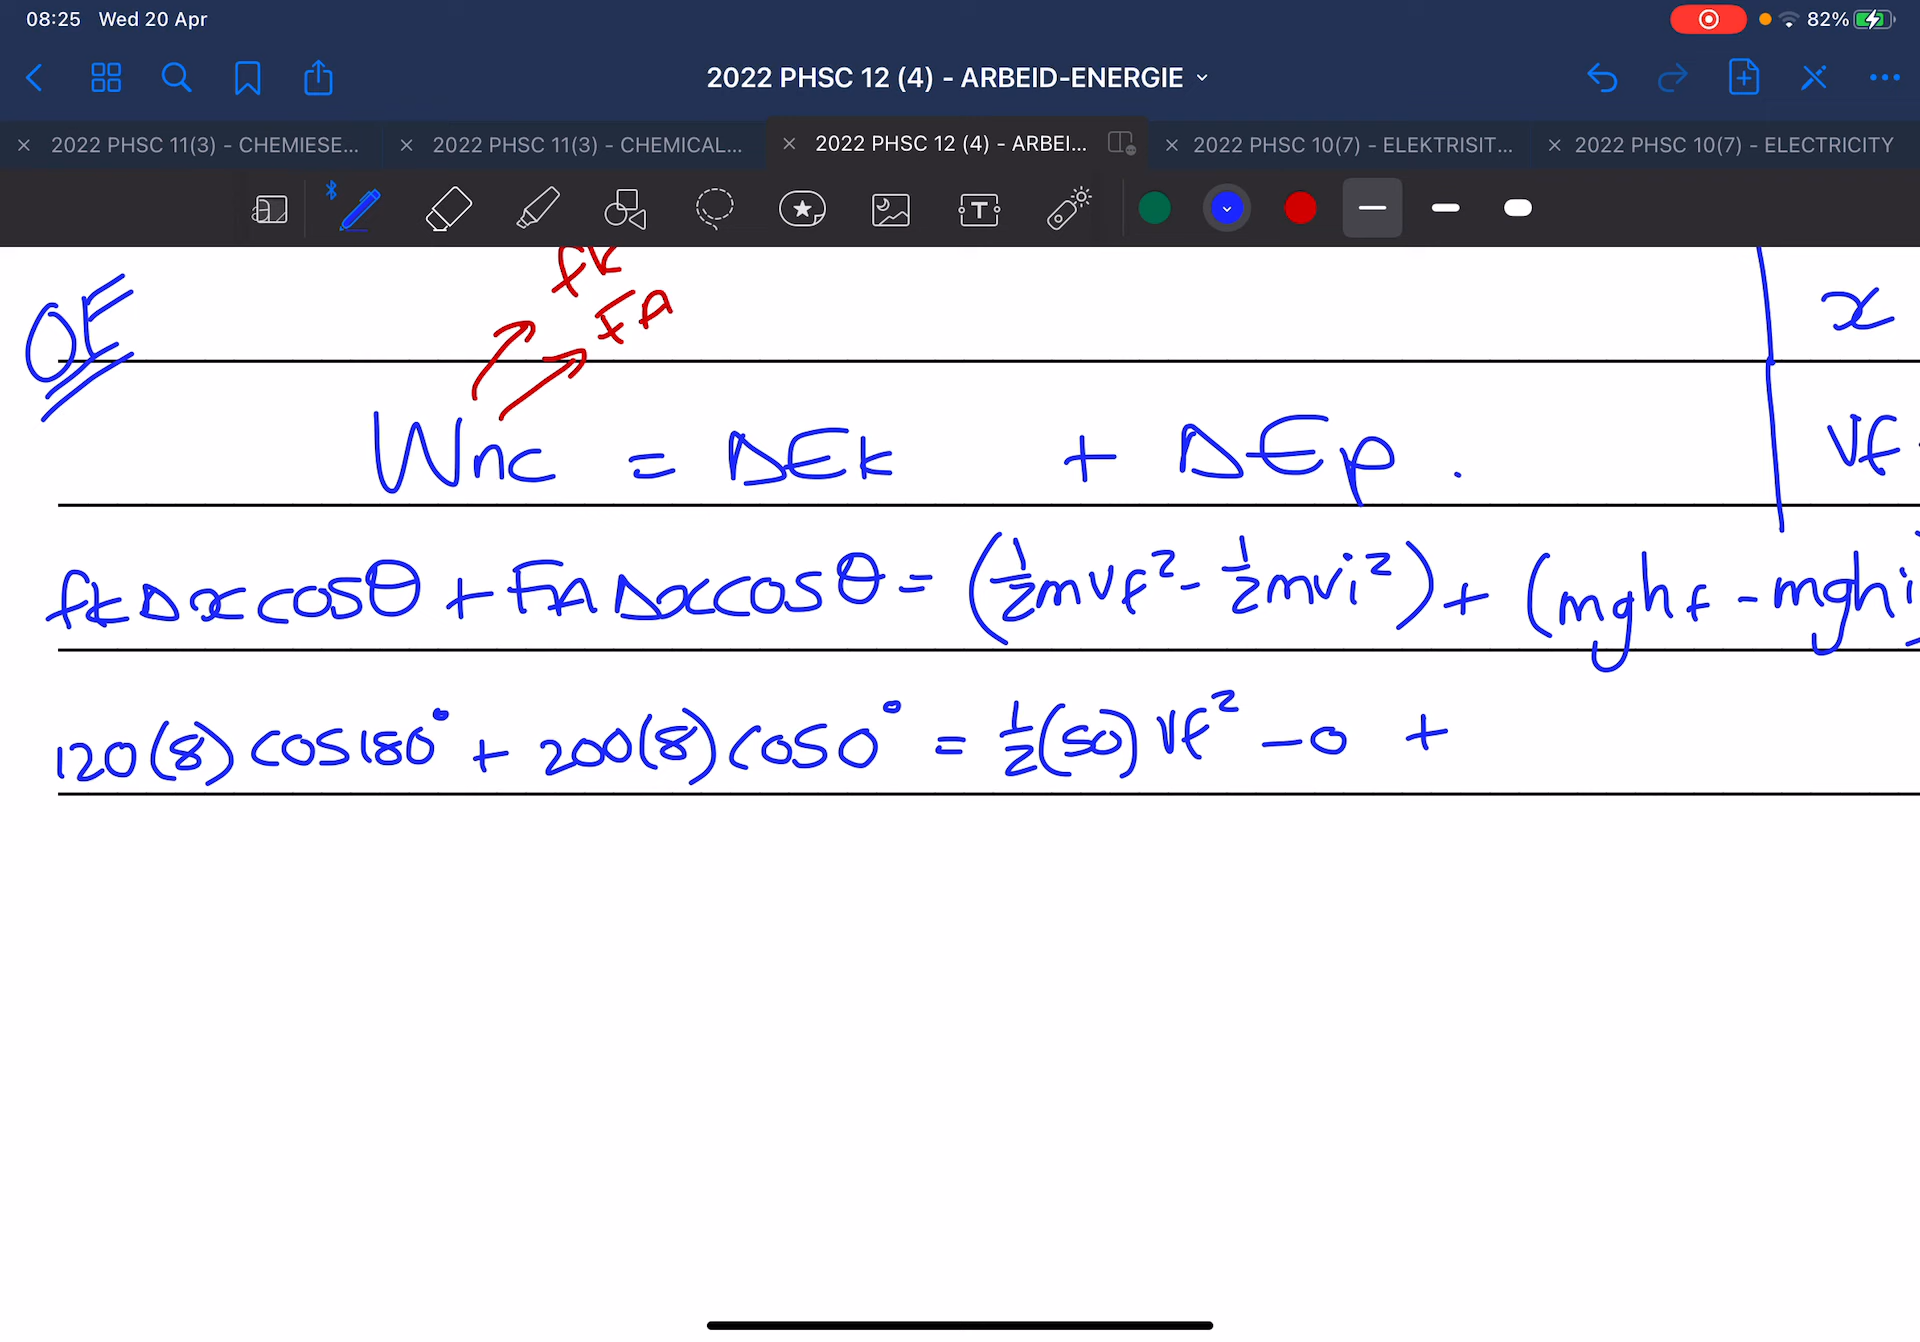 08:25 Wed 20 Apr 82%
2022 PHSC 12 (4) - ARBEID-ENERGIE
2022 PHSC 11(3) - CHEMIESE... 2022 PHSC 11(3) - CHEMICAL... 2022 PHSC 12 (4) - ARBEI... 2022 PHSC 10(7) - ELEKTRISIT... 2022 PHSC 10(7) - ELECTRICITY
T
fk
OE FA x
Wnc = ΔEk + ΔEp. vf
fkΔxcosθ + FAΔxcosθ = (½mvf² - ½mvi²) + (mghf - mghi)
120(8)cos180° + 200(8)cos0° = ½(50)vf² - 0 +